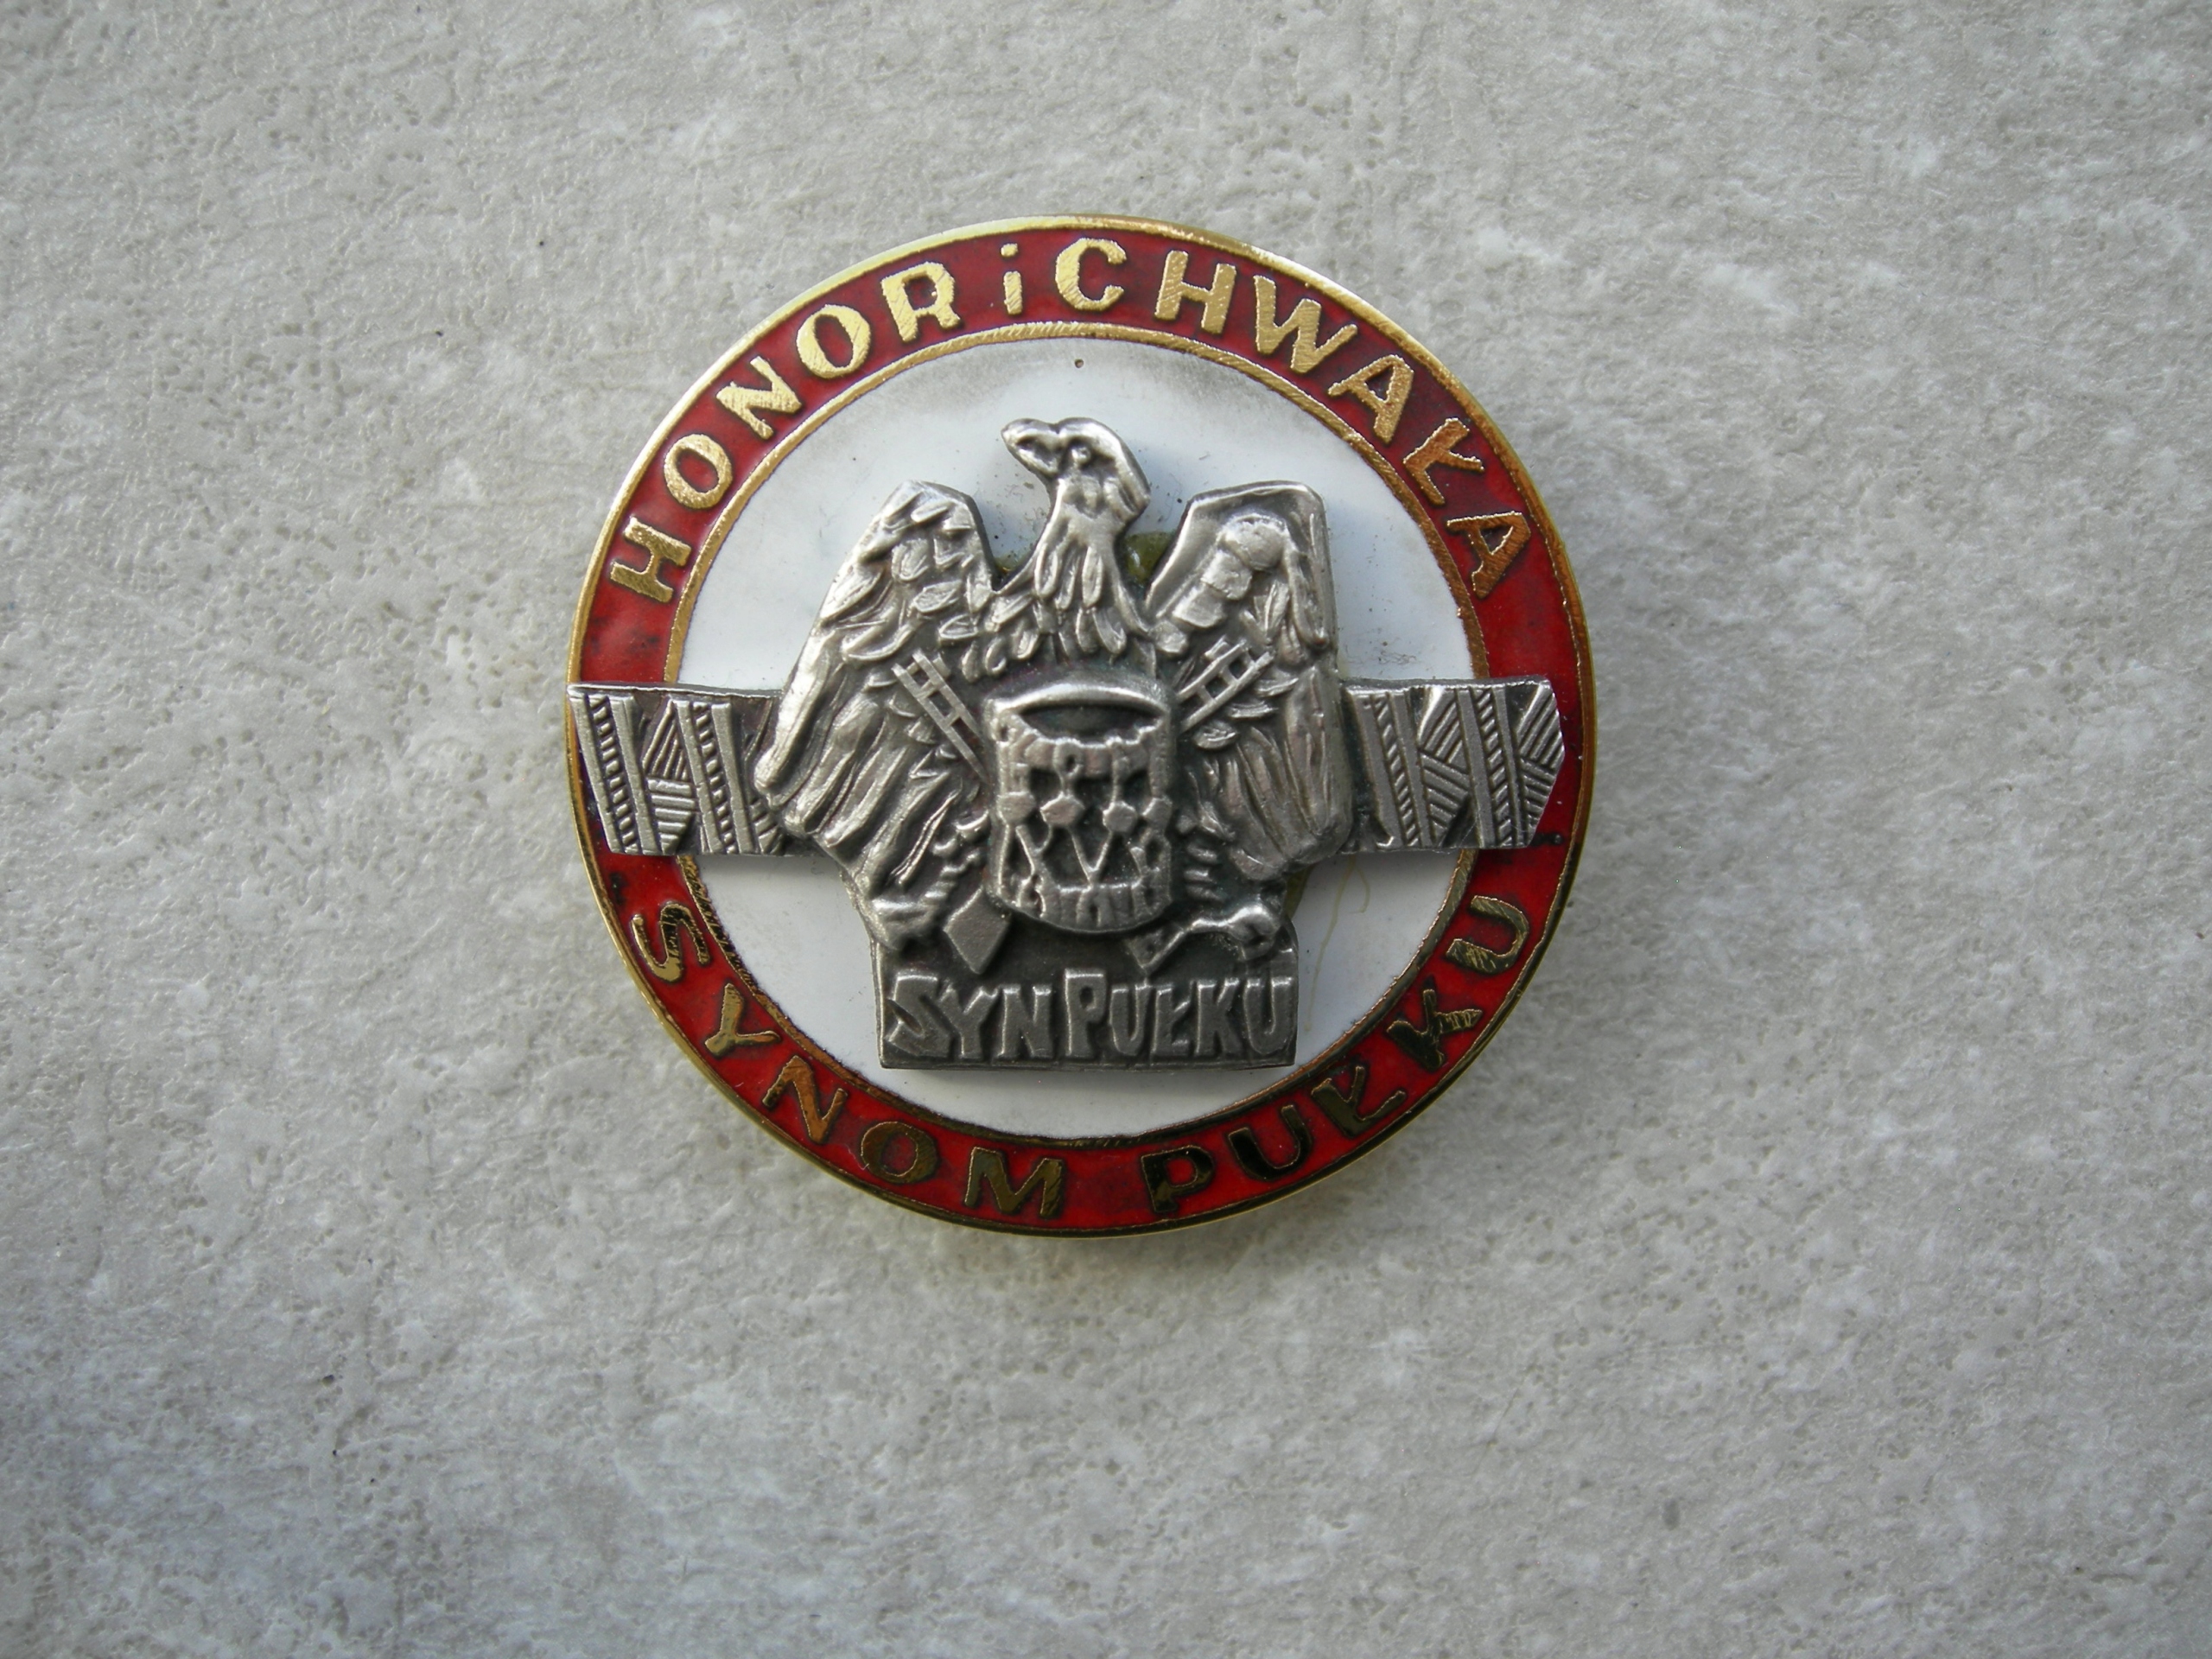 HONOR i CHWAŁA
SYN PUŁKU
SYNOM PUŁKU